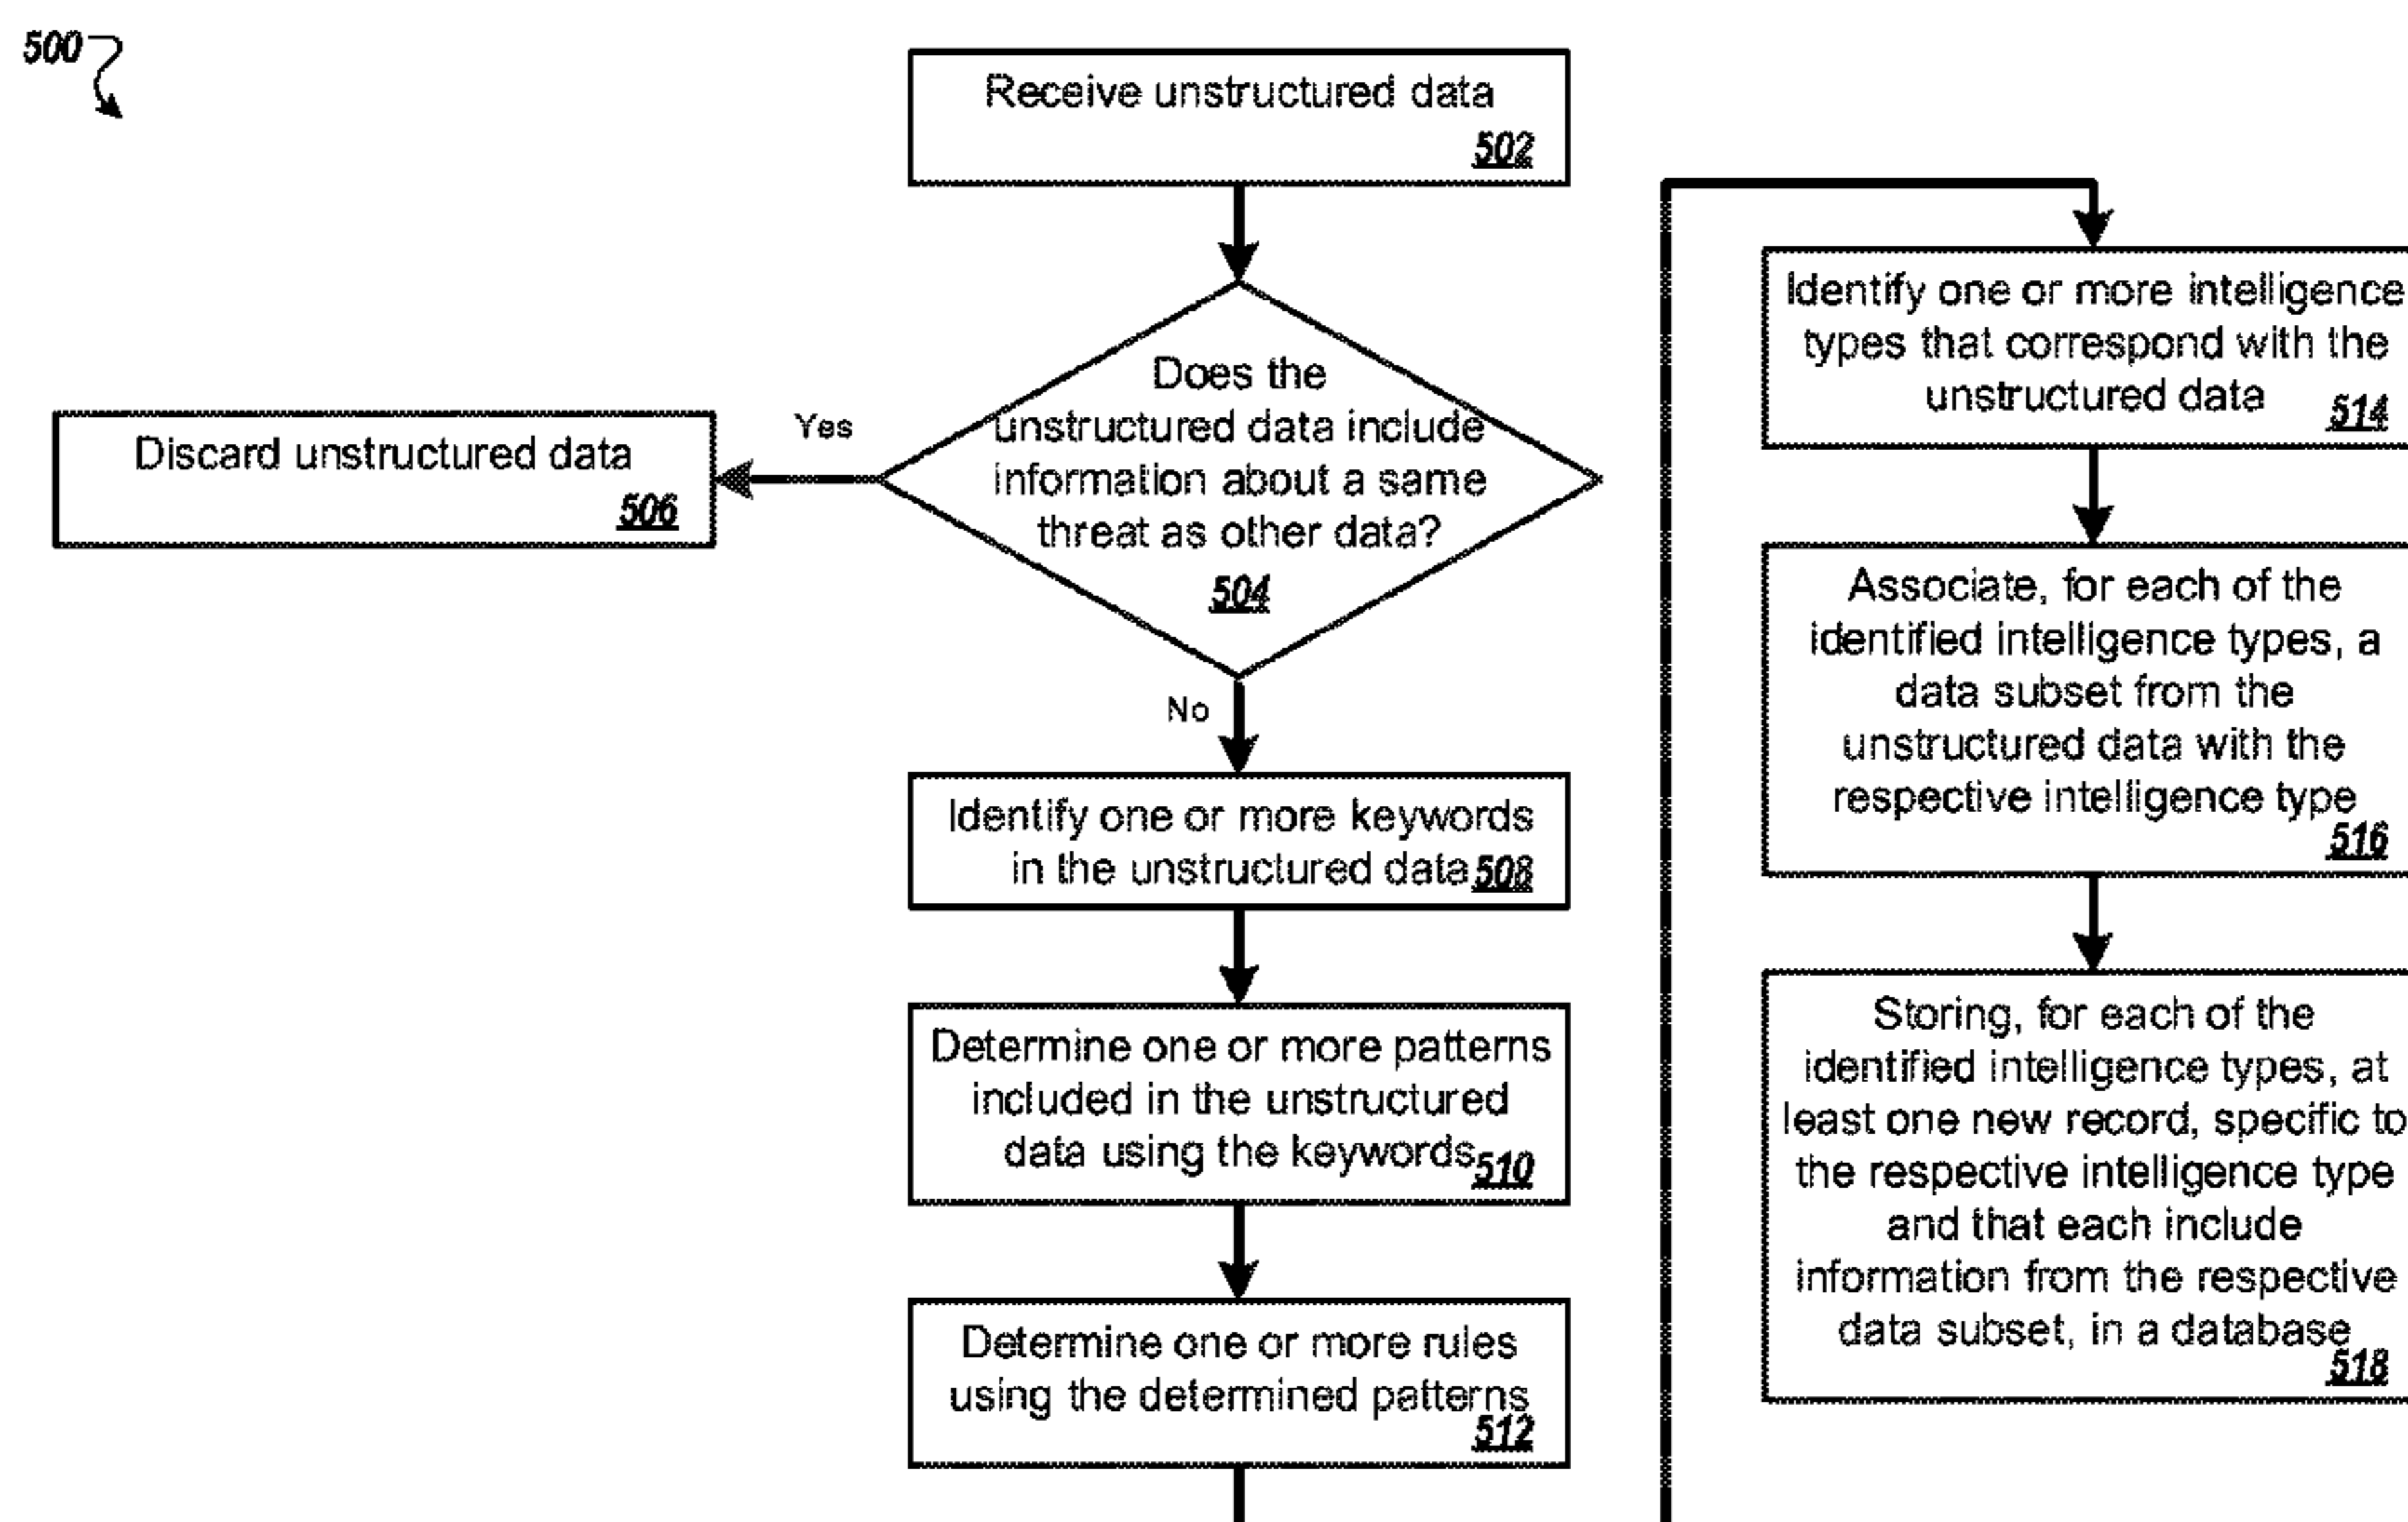 500
Receive unstructured data
502
Does the
unstructured data include
information about a same
threat as other data?
504
Yes
Discard unstructured data
506
No
Identify one or more keywords
in the unstructured data 508
Determine one or more patterns
included in the unstructured
data using the keywords 510
Determine one or more rules
using the determined patterns
512
Identify one or more intelligence
types that correspond with the
unstructured data 514
Associate, for each of the
identified intelligence types, a
data subset from the
unstructured data with the
respective intelligence type
516
Storing, for each of the
identified intelligence types, at
least one new record, specific to
the respective intelligence type
and that each include
information from the respective
data subset, in a database
518